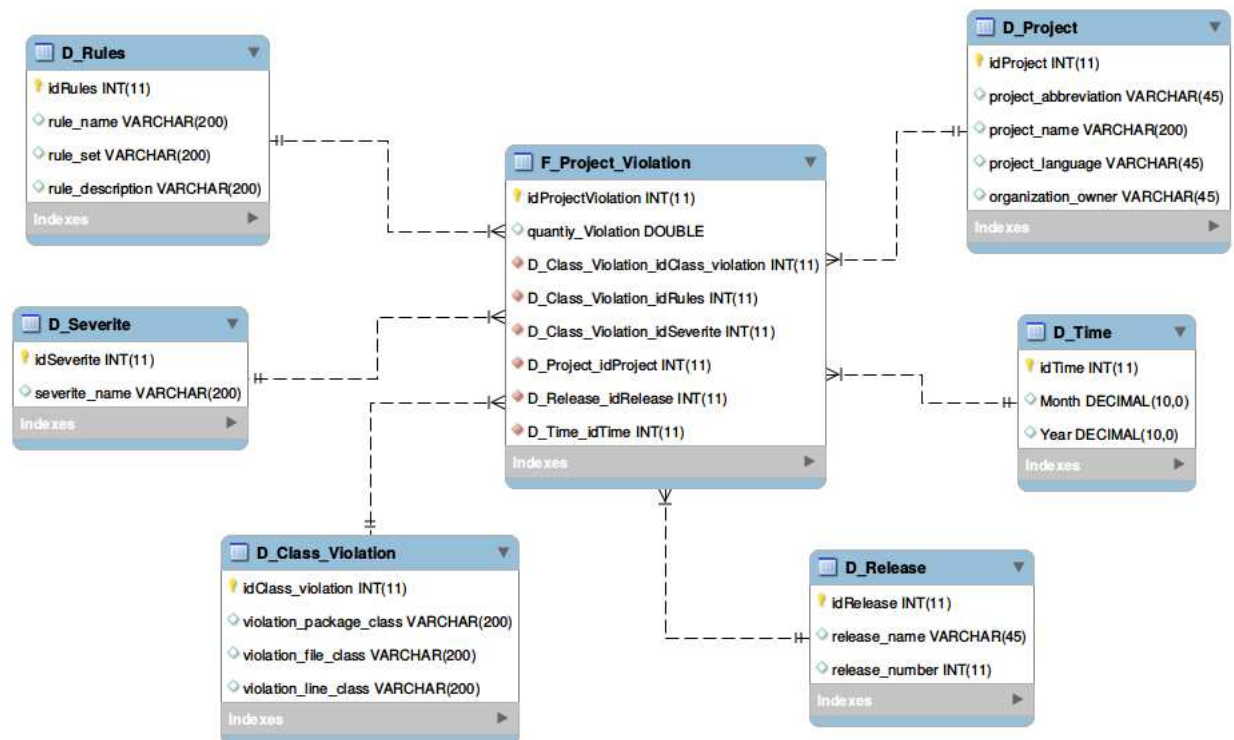 D_Rules
idRules INT(11)
rule_name VARCHAR(200)
rule_set VARCHAR(200)
rule_description VARCHAR(200)
Indexes
D_Severite
idSeverite INT(11)
severite_name VARCHAR(200)
Indexes
D_Class_Violation
idClass_violation INT(11)
violation_package_class VARCHAR(200)
violation_file_class VARCHAR(200)
violation_line_class VARCHAR(200)
Indexes
F_Project_Violation
idProjectViolation INT(11)
quantiy_Violation DOUBLE
D_Class_Violation_idClass_violation INT(11)
D_Class_Violation_idRules INT(11)
D_Class_Violation_idSeverite INT(11)
D_Project_idProject INT(11)
D_Release_idRelease INT(11)
D_Time_idTime INT(11)
Indexes
D_Project
idProject INT(11)
project_abbreviation VARCHAR(45)
project_name VARCHAR(200)
project_language VARCHAR(45)
organization_owner VARCHAR(45)
Indexes
D_Time
idTime INT(11)
Month DECIMAL(10,0)
Year DECIMAL(10,0)
Indexes
D_Release
idRelease INT(11)
release_name VARCHAR(45)
release_number INT(11)
Indexes